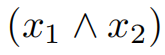 (x₁ ∧ x₂)